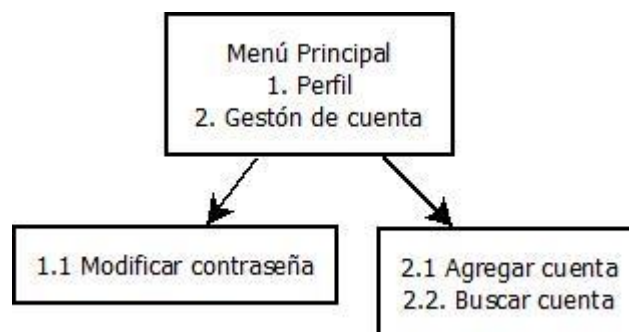 Menú Principal
1. Perfil
2. Gestón de cuenta
1.1 Modificar contraseña
2.1 Agregar cuenta
2.2. Buscar cuenta